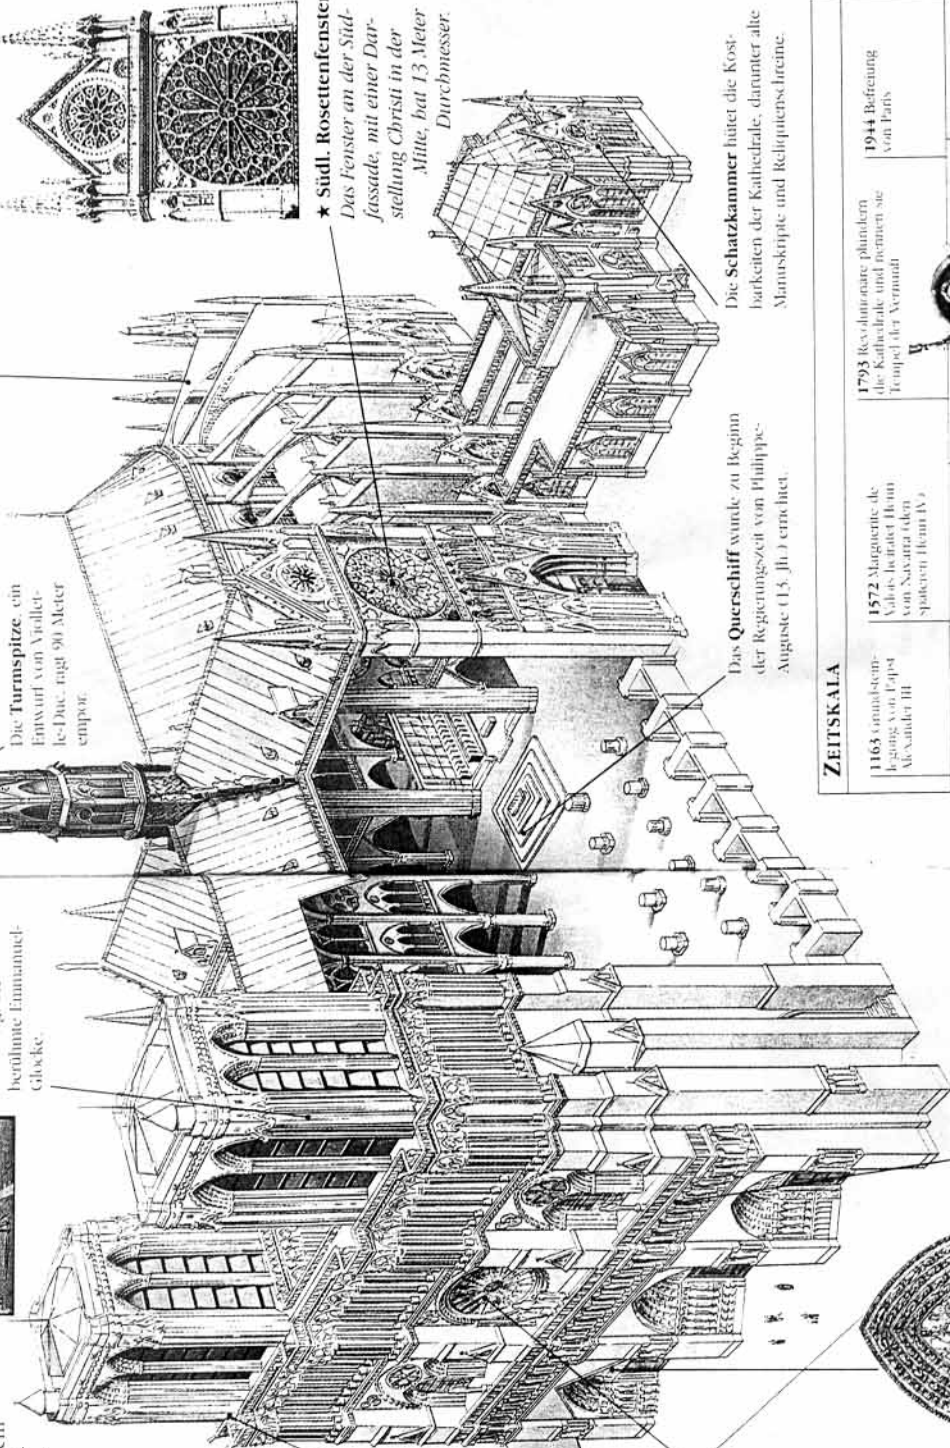 berühmte Emmanuel-
Glocke.
Die Turmspitze, ein
Entwurf von Viollet-
le-Duc, ragt 90 Meter
empor.
★ Südl. Rosettenfenster
Das Fenster an der Süd-
fassade, mit einer Dar-
stellung Christi in der
Mitte, hat 13 Meter
Durchmesser.
Die Schatzkammer hütet die Kost-
barkeiten der Kathedrale, darunter alte
Manuskripte und Reliquienschreine.
Das Querschiff wurde zu Beginn
der Regierungszeit von Philippe-
Auguste (13. Jh.) errichtet.
ZEITSKALA
1163 Grundstein-
legung von Papst
Alexander III
1572 Marguerite de
Valois heiratet Henri
von Navarra (den
späteren Henri IV)
1793 Revolutionäre plündern
die Kathedrale und nennen sie
Tempel der Vernunft
1944 Befreiung
von Paris